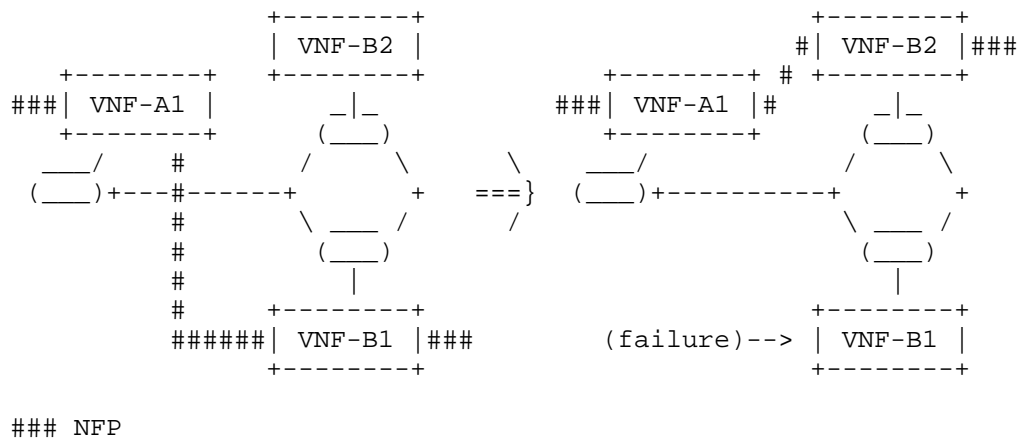 VNF-B2 VNF-B2
VNF-A1 VNF-A1
VNF-B1 (failure)--> VNF-B1
### NFP